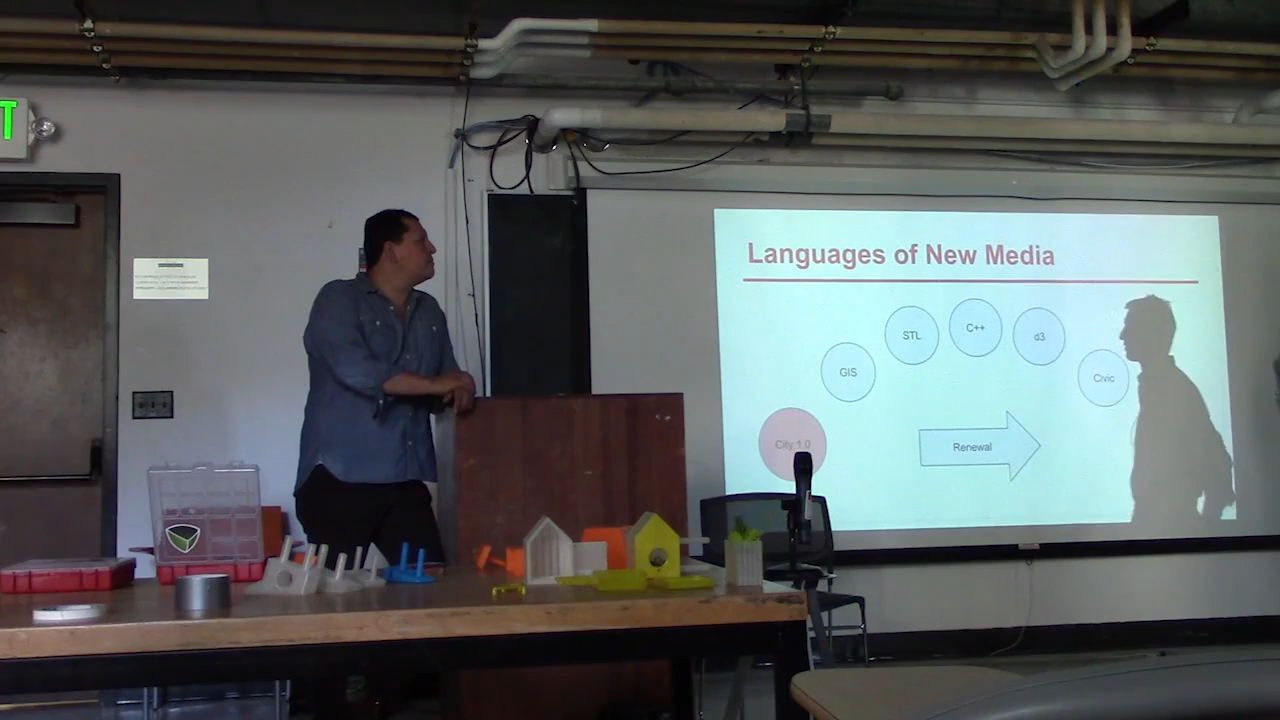 T
Languages of New Media
STL
C++
d3
GIS
Civic
City 1.0
Renewal